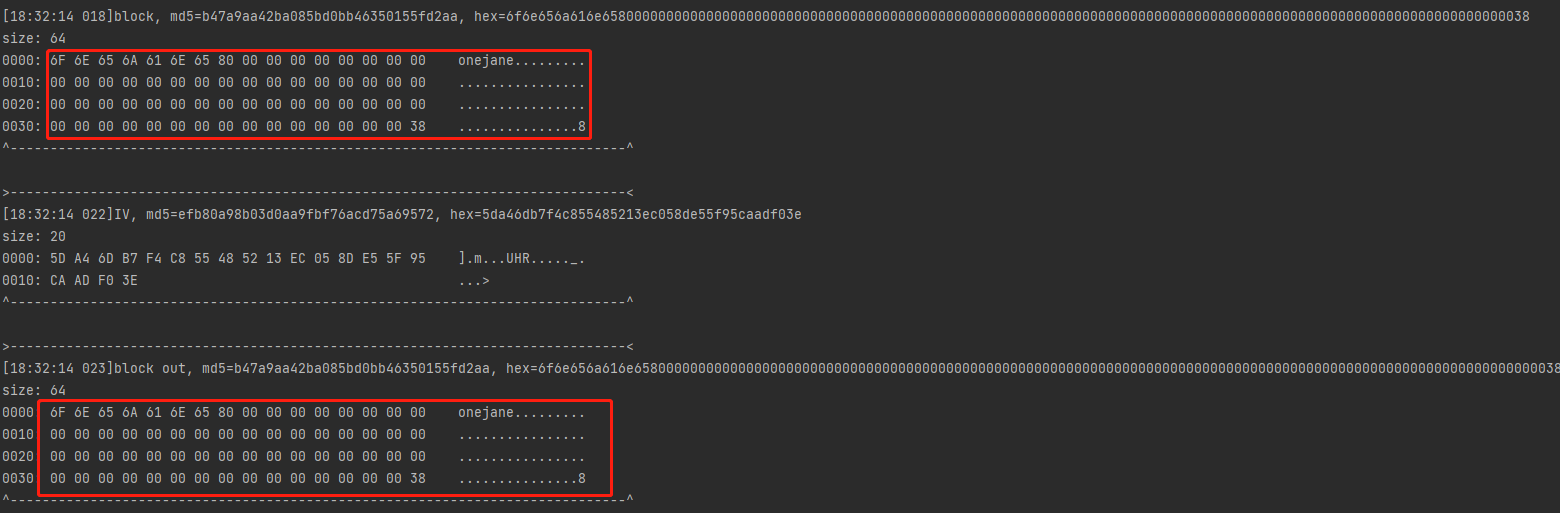 [18:32:14 018]block, md5=b47a9aa42ba085bd0bb46350155fd2aa, hex=6f6e656a616e65800000000000000000000000000000000000000000000000000000000000000000000000000000000000000000000000000000000000000038
size: 64
0000: 6F 6E 65 6A 61 6E 65 80 00 00 00 00 00 00 00 00    onejane.........
0010: 00 00 00 00 00 00 00 00 00 00 00 00 00 00 00 00    ................
0020: 00 00 00 00 00 00 00 00 00 00 00 00 00 00 00 00    ................
0030: 00 00 00 00 00 00 00 00 00 00 00 00 00 00 00 38    ...............8
^-----------------------------------------------------------------------------^
>-----------------------------------------------------------------------------<
[18:32:14 022]IV, md5=efb80a98b03d0aa9fbf76acd75a69572, hex=5da46db7f4c855485213ec058de55f95caadf03e
size: 20
0000: 5D A4 6D B7 F4 C8 55 48 52 13 EC 05 8D E5 5F 95    ].m...UHR....._.
0010: CA AD F0 3E                                        ...>
^-----------------------------------------------------------------------------^
>-----------------------------------------------------------------------------<
[18:32:14 023]block out, md5=b47a9aa42ba085bd0bb46350155fd2aa, hex=6f6e656a616e65800000000000000000000000000000000000000000000000000000000000000000000000000000000000000000000000000000000000000038
size: 64
0000 6F 6E 65 6A 61 6E 65 80 00 00 00 00 00 00 00 00    onejane.........
0010 00 00 00 00 00 00 00 00 00 00 00 00 00 00 00 00    ................
0020 00 00 00 00 00 00 00 00 00 00 00 00 00 00 00 00    ................
0030 00 00 00 00 00 00 00 00 00 00 00 00 00 00 00 38    ...............8
^-----------------------------------------------------------------------------^